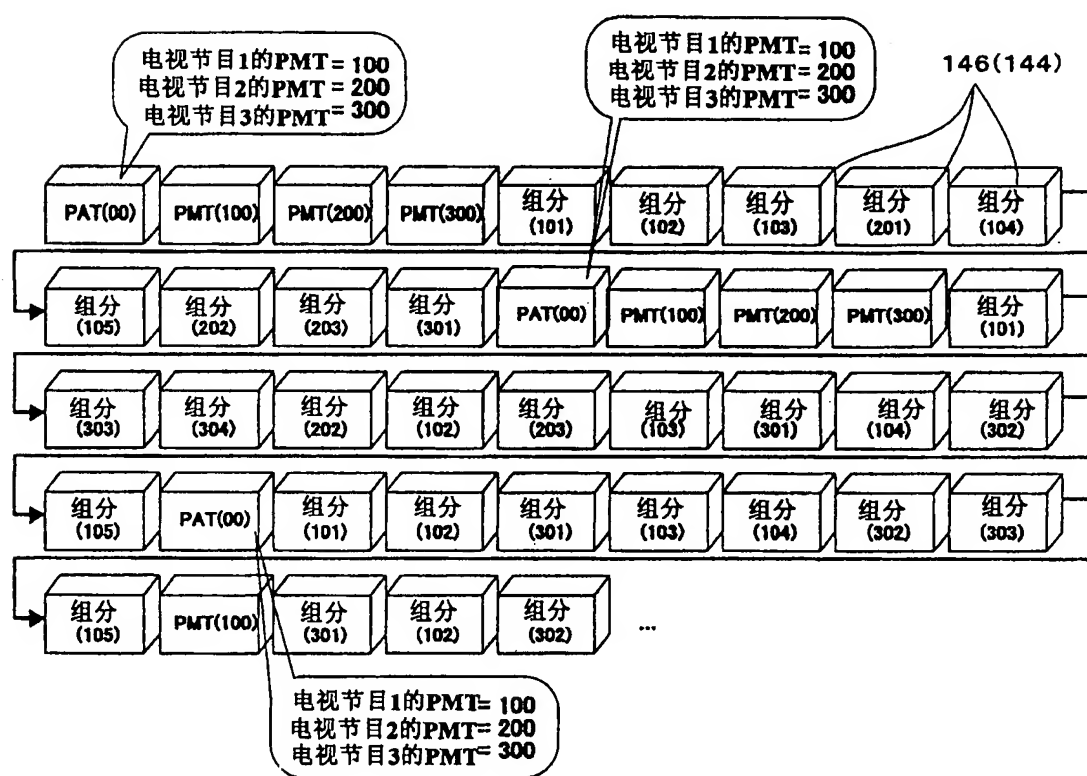 电视节目1的PMT= 100
电视节目2的PMT= 200
电视节目3的PMT= 300
电视节目1的PMT= 100
电视节目2的PMT= 200
电视节目3的PMT= 300
146(144)
PAT(00) PMT(100) PMT(200) PMT(300) 组分(101) 组分(102) 组分(103) 组分(201) 组分(104)
组分(105) 组分(202) 组分(203) 组分(301) PAT(00) PMT(100) PMT(200) PMT(300) 组分(101)
组分(303) 组分(304) 组分(202) 组分(102) 组分(203) 组分(103) 组分(301) 组分(104) 组分(302)
组分(105) PAT(00) 组分(101) 组分(102) 组分(301) 组分(103) 组分(104) 组分(302) 组分(303)
组分(105) PMT(100) 组分(301) 组分(102) 组分(302) ...
电视节目1的PMT= 100
电视节目2的PMT= 200
电视节目3的PMT= 300